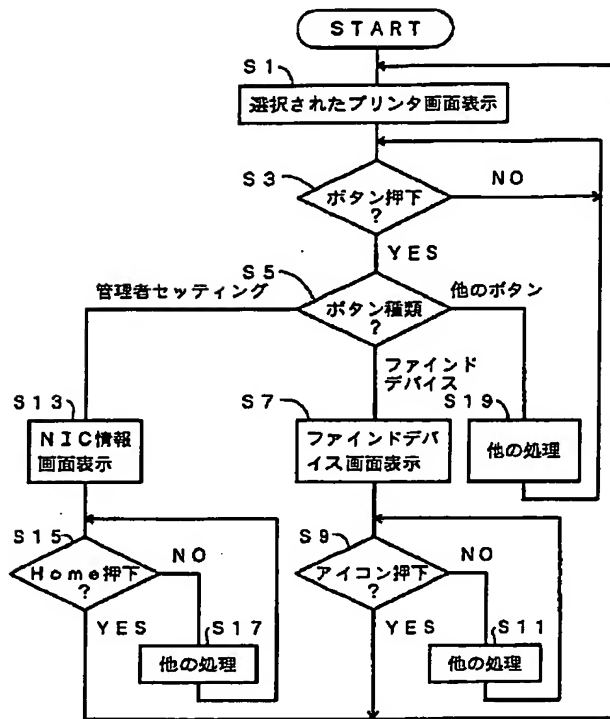 START
S1
選択されたプリンタ画面表示
S3
ボタン押下
?
NO
YES
S5
管理者セッティング
ボタン種類
?
他のボタン
ファインド
デバイス
S13
NIC情報
画面表示
S7
ファインドデバ
イス画面表示
S19
他の処理
S15
Home押下
?
NO
YES
S17
他の処理
S9
アイコン押下
?
NO
YES
S11
他の処理